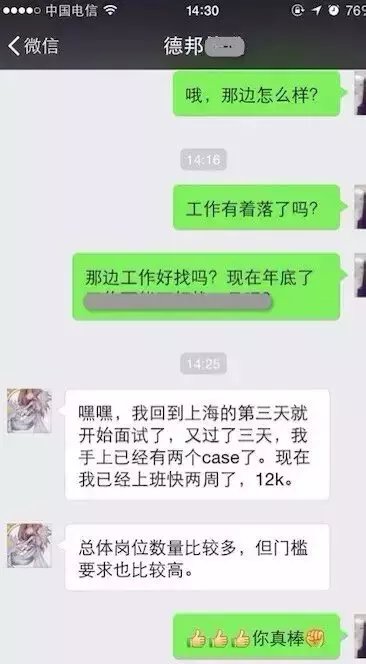 中国电信
14:30
76%
微信
德邦
哦，那边怎么样？
14:16
工作有着落了吗？
那边工作好找吗？现在年底了
14:25
嘿嘿，我回到上海的第三天就
开始面试了，又过了三天，我
手上已经有两个case了。现在
我已经上班快两周了，12k。
总体岗位数量比较多，但门槛
要求也比较高。
👍👍👍你真棒✊